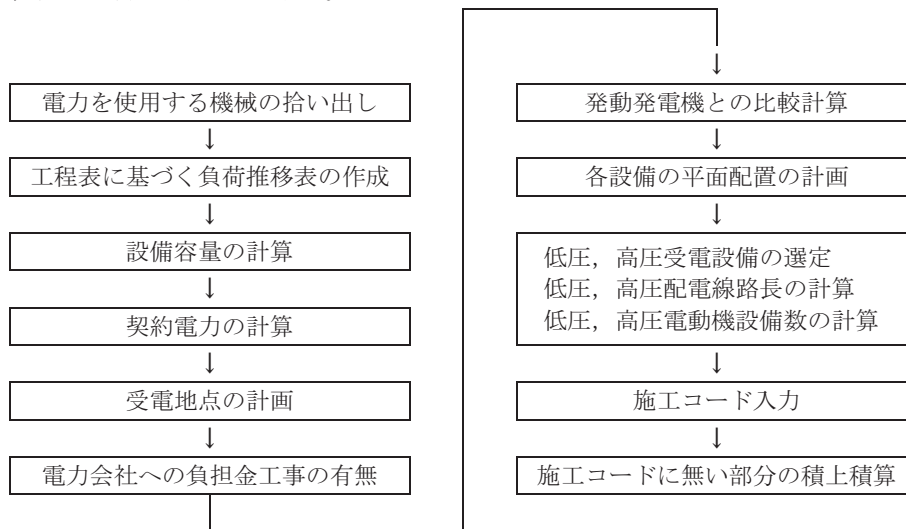 電力を使用する機械の拾い出し
↓
工程表に基づく負荷推移表の作成
↓
設備容量の計算
↓
契約電力の計算
↓
受電地点の計画
↓
電力会社への負担金工事の有無
↓
発動発電機との比較計算
↓
各設備の平面配置の計画
↓
低圧，高圧受電設備の選定
低圧，高圧配電線路長の計算
低圧，高圧電動機設備数の計算
↓
施工コード入力
↓
施工コードに無い部分の積上積算